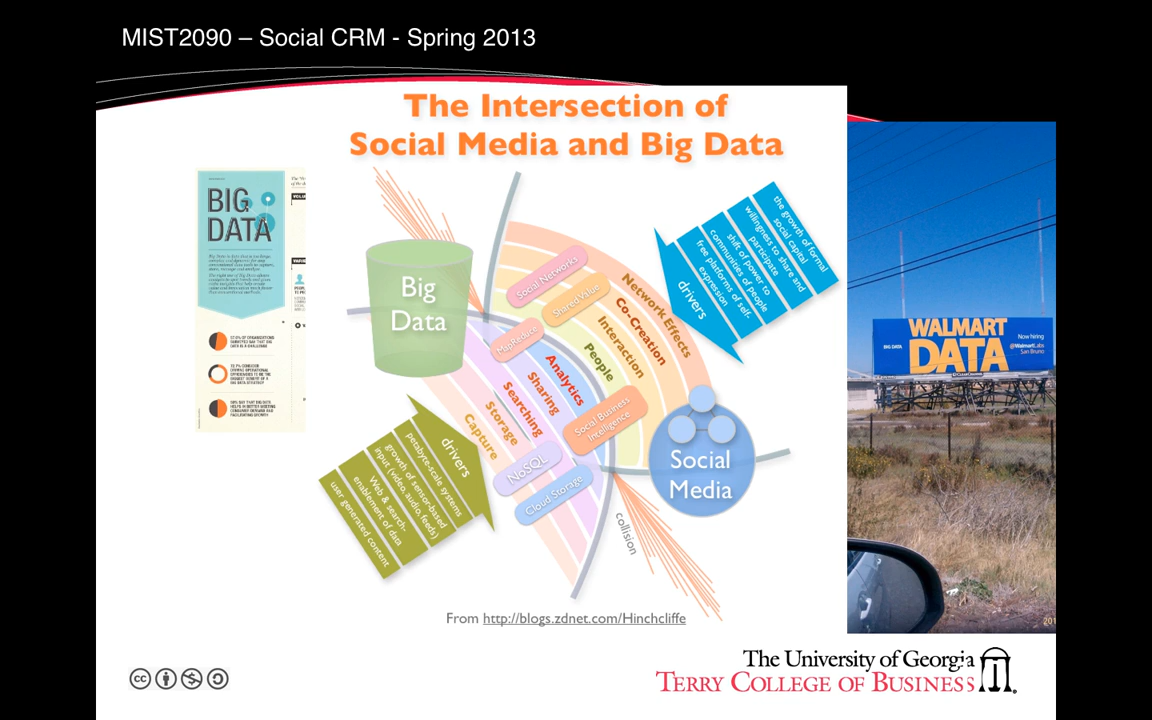 MIST2090 – Social CRM - Spring 2013
The Intersection of
Social Media and Big Data
BIG
DATA
Big
Data
Social Networks
Shared Value
MapReduce
Network Effects
Co-Creation
Interaction
People
Analytics
Sharing
Searching
Storage
Capture
Social Business
Intelligence
NoSQL
Cloud Storage
drivers
the growth of formal
social capital
willingness to share and
participate
shift of power to
communities of people
free platforms of self-
expression
drivers
petabyte-scale systems
growth of sensor-based
input (video, audio, feeds)
Web & search-
enablement of data
user generated content
Social
Media
collision
From http://blogs.zdnet.com/Hinchcliffe
BIG DATA
WALMART
DATA
Now hiring
@WalmartLabs
San Bruno
201
cc
The University of Georgia
TERRY COLLEGE OF BUSINESS